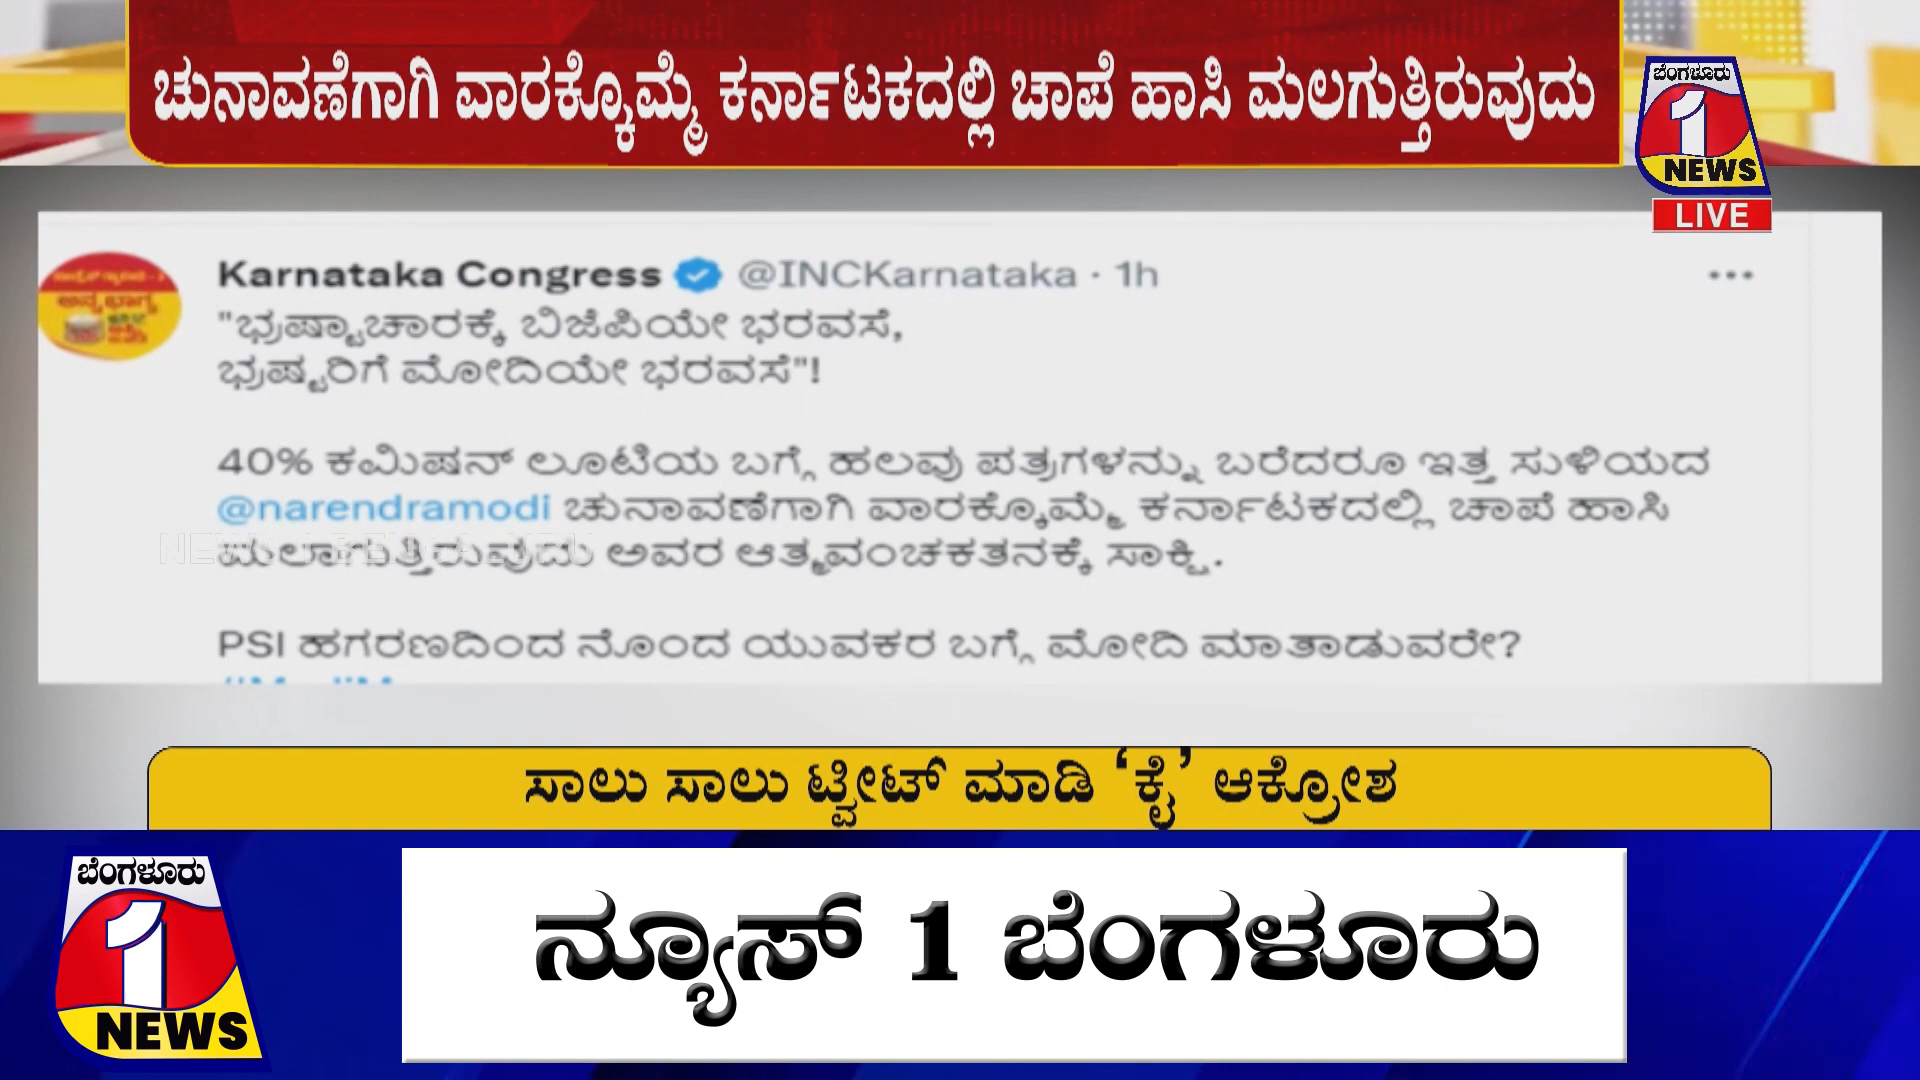 ಚುನಾವಣೆಗಾಗಿ ವಾರಕ್ಕೊಮ್ಮೆ ಕರ್ನಾಟಕದಲ್ಲಿ ಚಾಪೆ ಹಾಸಿ ಮಲಗುತ್ತಿರುವುದು
ಬೆಂಗಳೂರು
1
NEWS
LIVE
Karnataka Congress @INCKarnataka · 1h
"ಭ್ರಷ್ಟಾಚಾರಕ್ಕೆ ಬಿಜೆಪಿಯೇ ಭರವಸೆ,
ಭ್ರಷ್ಟರಿಗೆ ಮೋದಿಯೇ ಭರವಸೆ"!
ಅನ್ನಭಾಗ್ಯ
40% ಕಮಿಷನ್ ಲೂಟಿಯ ಬಗ್ಗೆ ಹಲವು ಪತ್ರಗಳನ್ನು ಬರೆದರೂ ಇತ್ತ ಸುಳಿಯದ
@narendramodi ಚುನಾವಣೆಗಾಗಿ ವಾರಕ್ಕೊಮ್ಮೆ ಕರ್ನಾಟಕದಲ್ಲಿ ಚಾಪೆ ಹಾಸಿ
ಮಲಗುತ್ತಿರುವುದು ಅವರ ಆತ್ಮವಂಚಕತನಕ್ಕೆ ಸಾಕ್ಷಿ.
PSI ಹಗರಣದಿಂದ ನೊಂದ ಯುವಕರ ಬಗ್ಗೆ ಮೋದಿ ಮಾತಾಡುವರೇ?
ಸಾಲು ಸಾಲು ಟ್ವೀಟ್ ಮಾಡಿ ‘ಕೈ’ ಆಕ್ರೋಶ
ಬೆಂಗಳೂರು
1
NEWS
ನ್ಯೂಸ್ 1 ಬೆಂಗಳೂರು